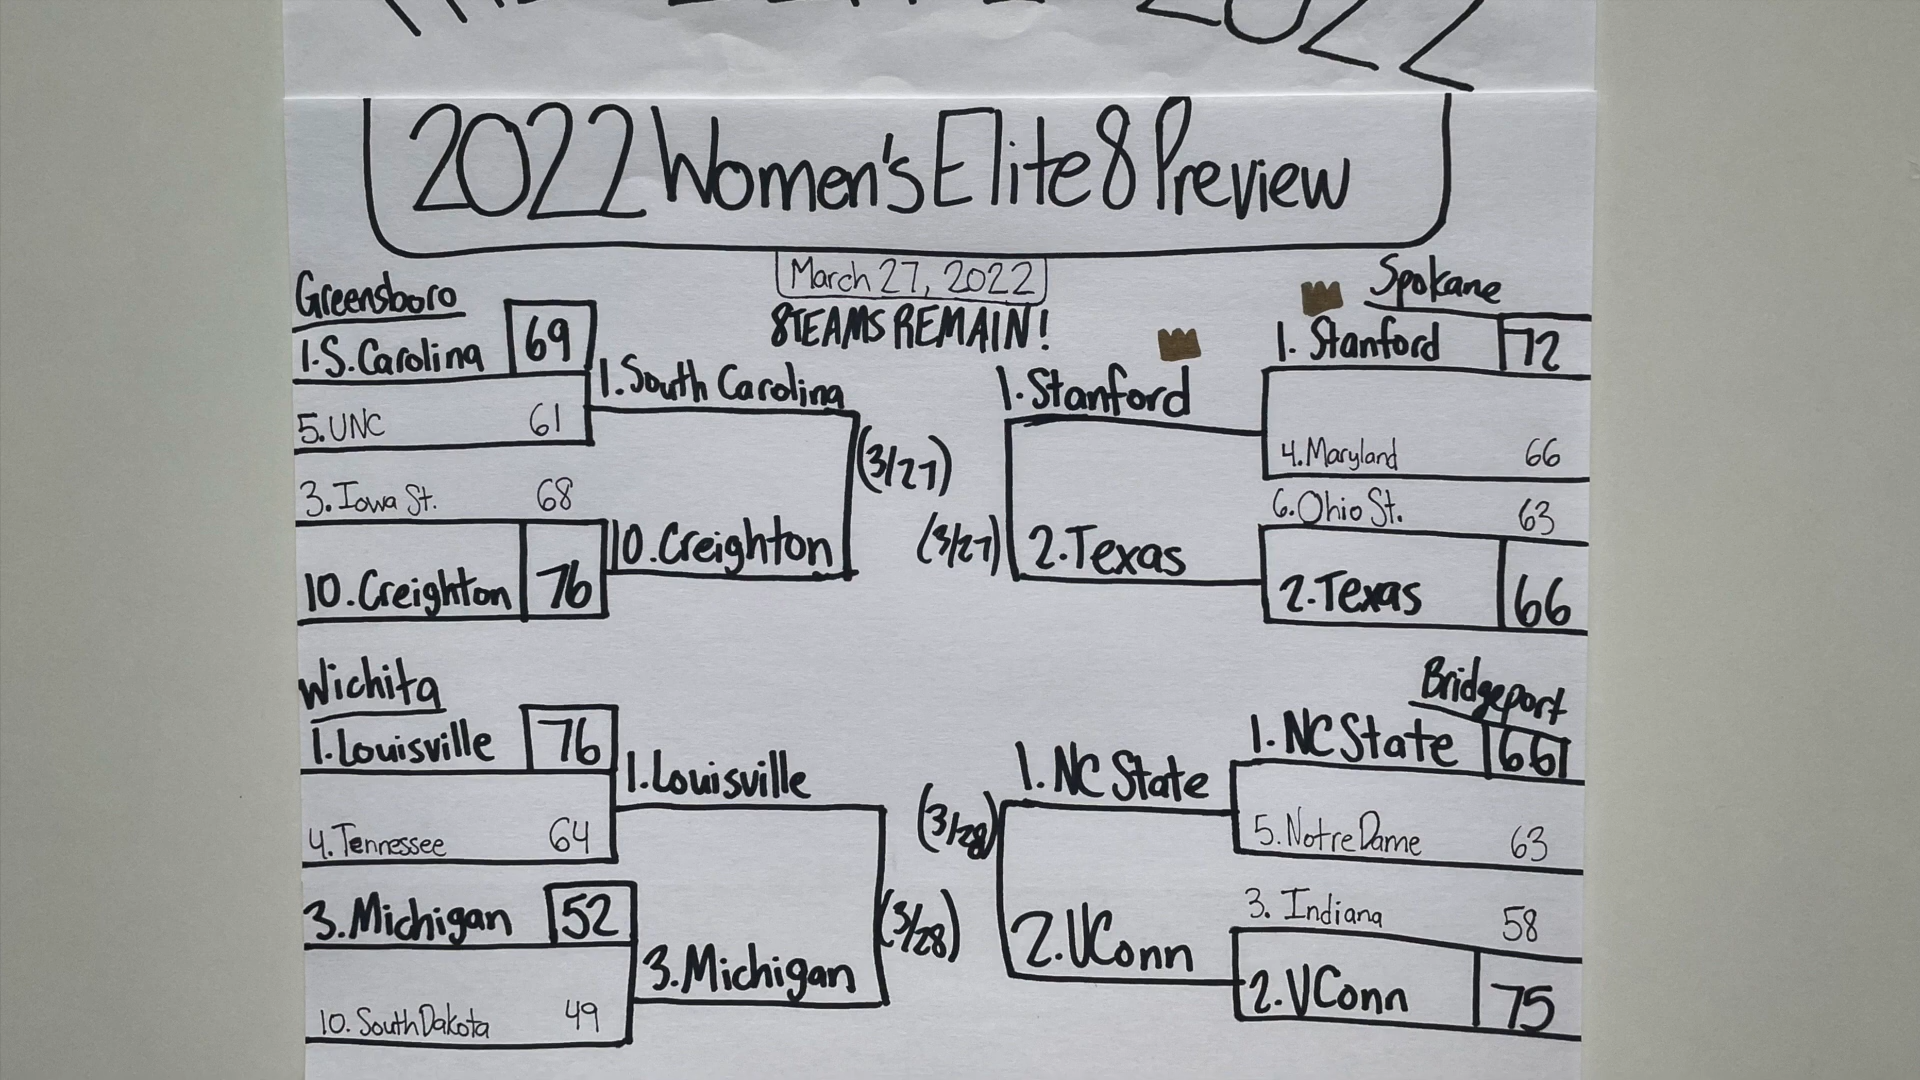 2022
2022 Women's Elite 8 Preview
March 27, 2022
8 TEAMS REMAIN!
Greensboro
1. S. Carolina 69
5. UNC 61
3. Iowa St. 68
10. Creighton 76
1. South Carolina
10. Creighton
(3/27)
Wichita
1. Louisville 76
4. Tennessee 64
3. Michigan 52
10. South Dakota 49
1. Louisville
3. Michigan
(3/28)
Spokane
1. Stanford 72
4. Maryland 66
6. Ohio St. 63
2. Texas 66
1. Stanford
2. Texas
(3/27)
Bridgeport
1. NC State 66
5. Notre Dame 63
3. Indiana 58
2. UConn 75
1. NC State
2. UConn
(3/28)